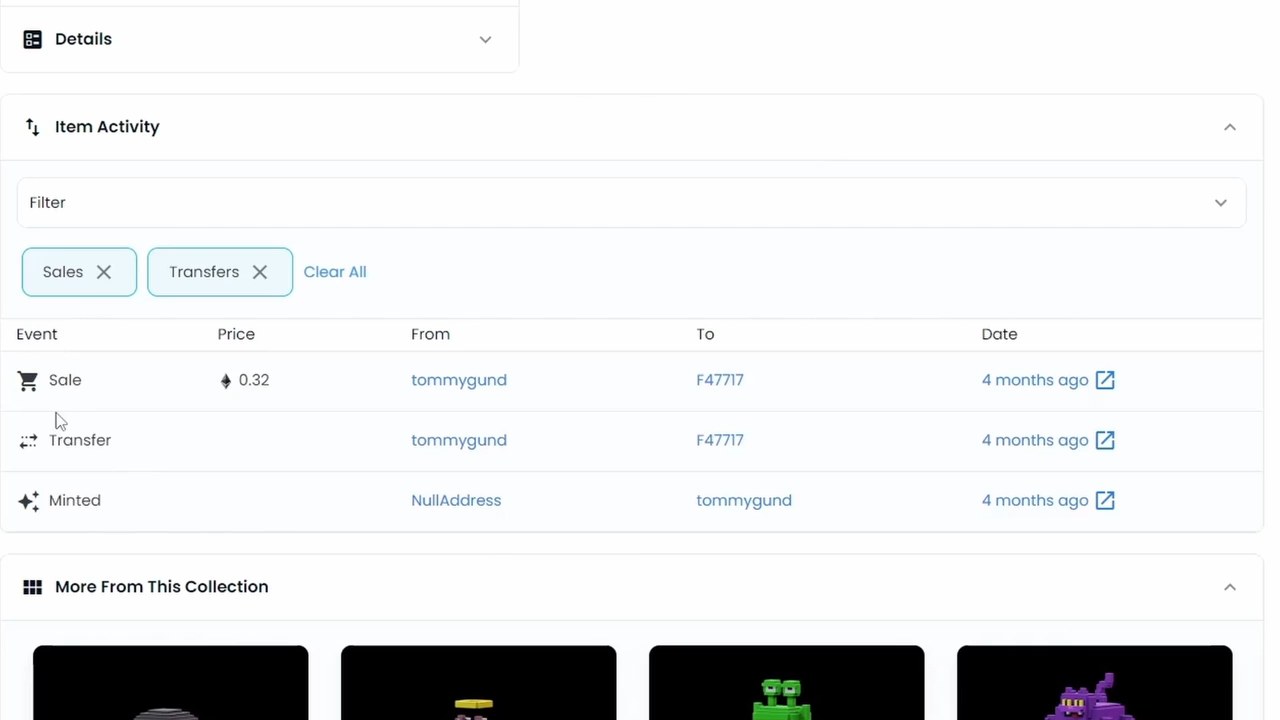 Details
Item Activity
Filter
Sales
Transfers
Clear All
Event Price From To Date
Sale 0.32 tommygund F47717 4 months ago
Transfer tommygund F47717 4 months ago
Minted NullAddress tommygund 4 months ago
More From This Collection